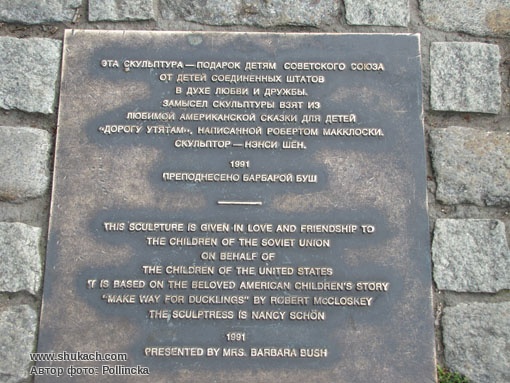 ЭТА СКУЛЬПТУРА — ПОДАРОК ДЕТЯМ СОВЕТСКОГО СОЮЗА
ОТ ДЕТЕЙ СОЕДИНЕННЫХ ШТАТОВ
В ДУХЕ ЛЮБВИ И ДРУЖБЫ.
ЗАМЫСЕЛ СКУЛЬПТУРЫ ВЗЯТ ИЗ
ЛЮБИМОЙ АМЕРИКАНСКОЙ СКАЗКИ ДЛЯ ДЕТЕЙ
«ДОРОГУ УТЯТАМ», НАПИСАННОЙ РОБЕРТОМ МАККЛОСКИ.
СКУЛЬПТОР — НЭНСИ ШЁН.
1991
ПРЕПОДНЕСЕНО БАРБАРОЙ БУШ
THIS SCULPTURE IS GIVEN IN LOVE AND FRIENDSHIP TO
THE CHILDREN OF THE SOVIET UNION
ON BEHALF OF
THE CHILDREN OF THE UNITED STATES
IT IS BASED ON THE BELOVED AMERICAN CHILDREN'S STORY
"MAKE WAY FOR DUCKLINGS" BY ROBERT McCLOSKEY
THE SCULPTRESS IS NANCY SCHÖN
1991
PRESENTED BY MRS. BARBARA BUSH
www.shukach.com
Автор фото: Pollincka